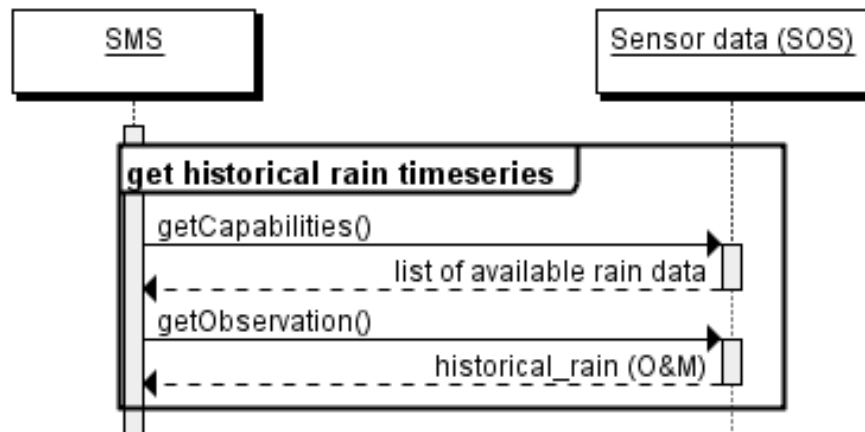 SMS
Sensor data (SOS)
get historical rain timeseries
getCapabilities()
list of available rain data
getObservation()
historical_rain (O&M)